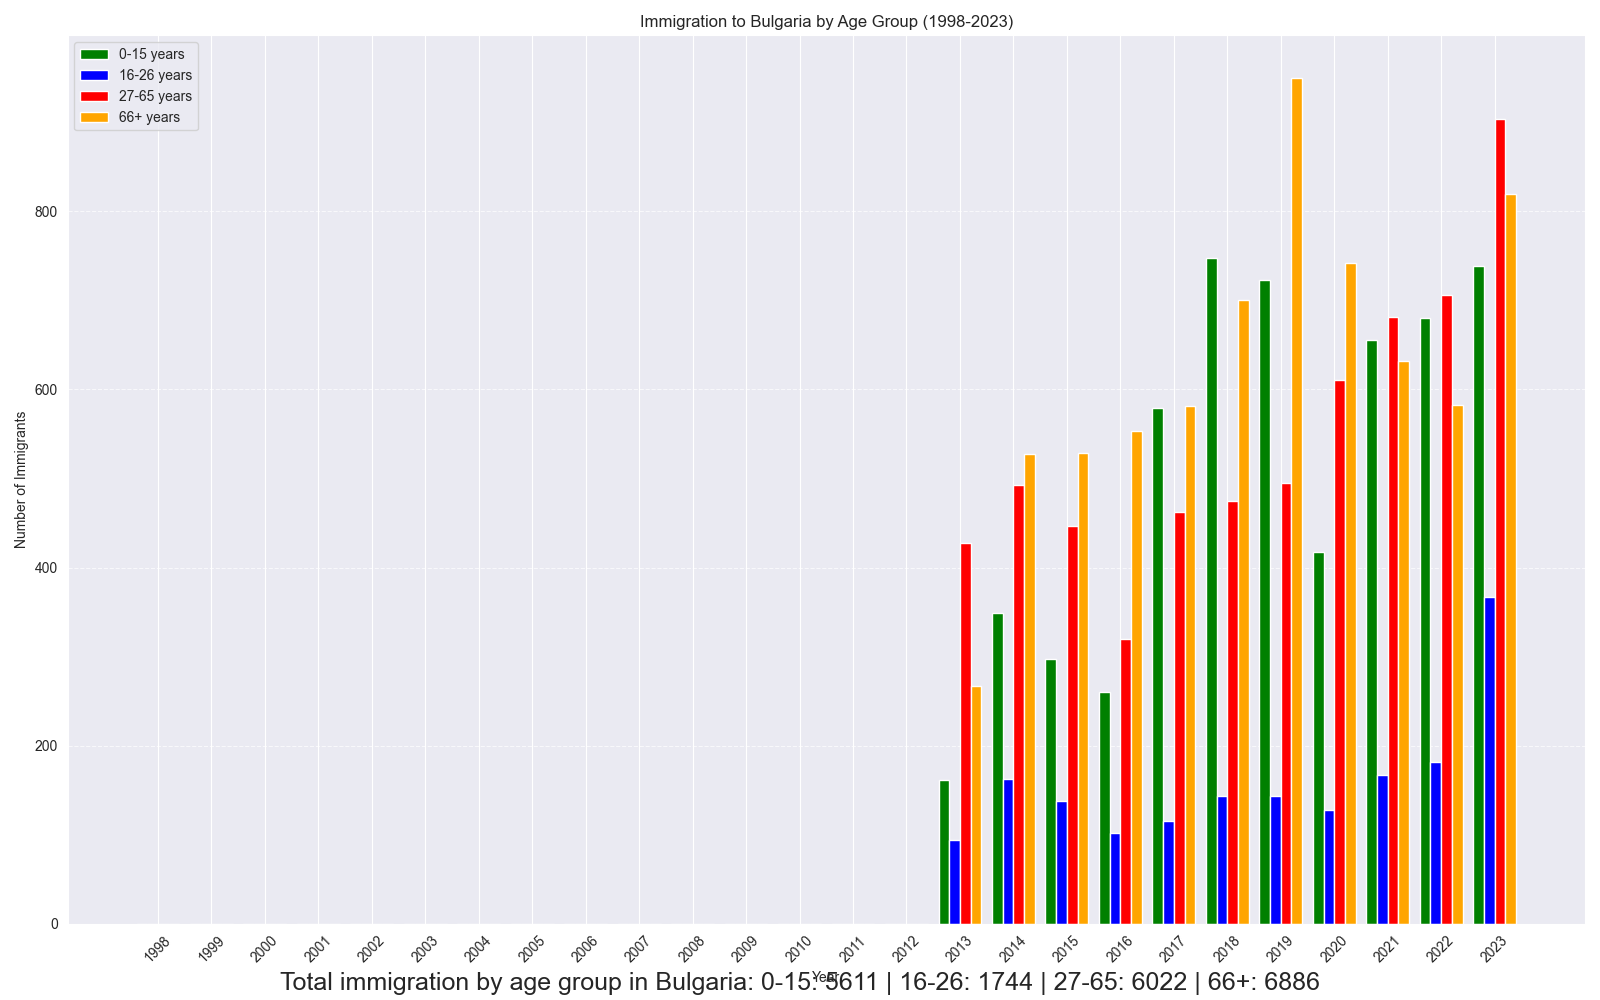 Immigration to Bulgaria by Age Group (1998-2023)
0-15 years
16-26 years
27-65 years
66+ years
Number of Immigrants
800
600
400
200
0
1998 1999 2000 2001 2002 2003 2004 2005 2006 2007 2008 2009 2010 2011 2012 2013 2014 2015 2016 2017 2018 2019 2020 2021 2022 2023
Year
Total immigration by age group in Bulgaria: 0-15: 5611 | 16-26: 1744 | 27-65: 6022 | 66+: 6886